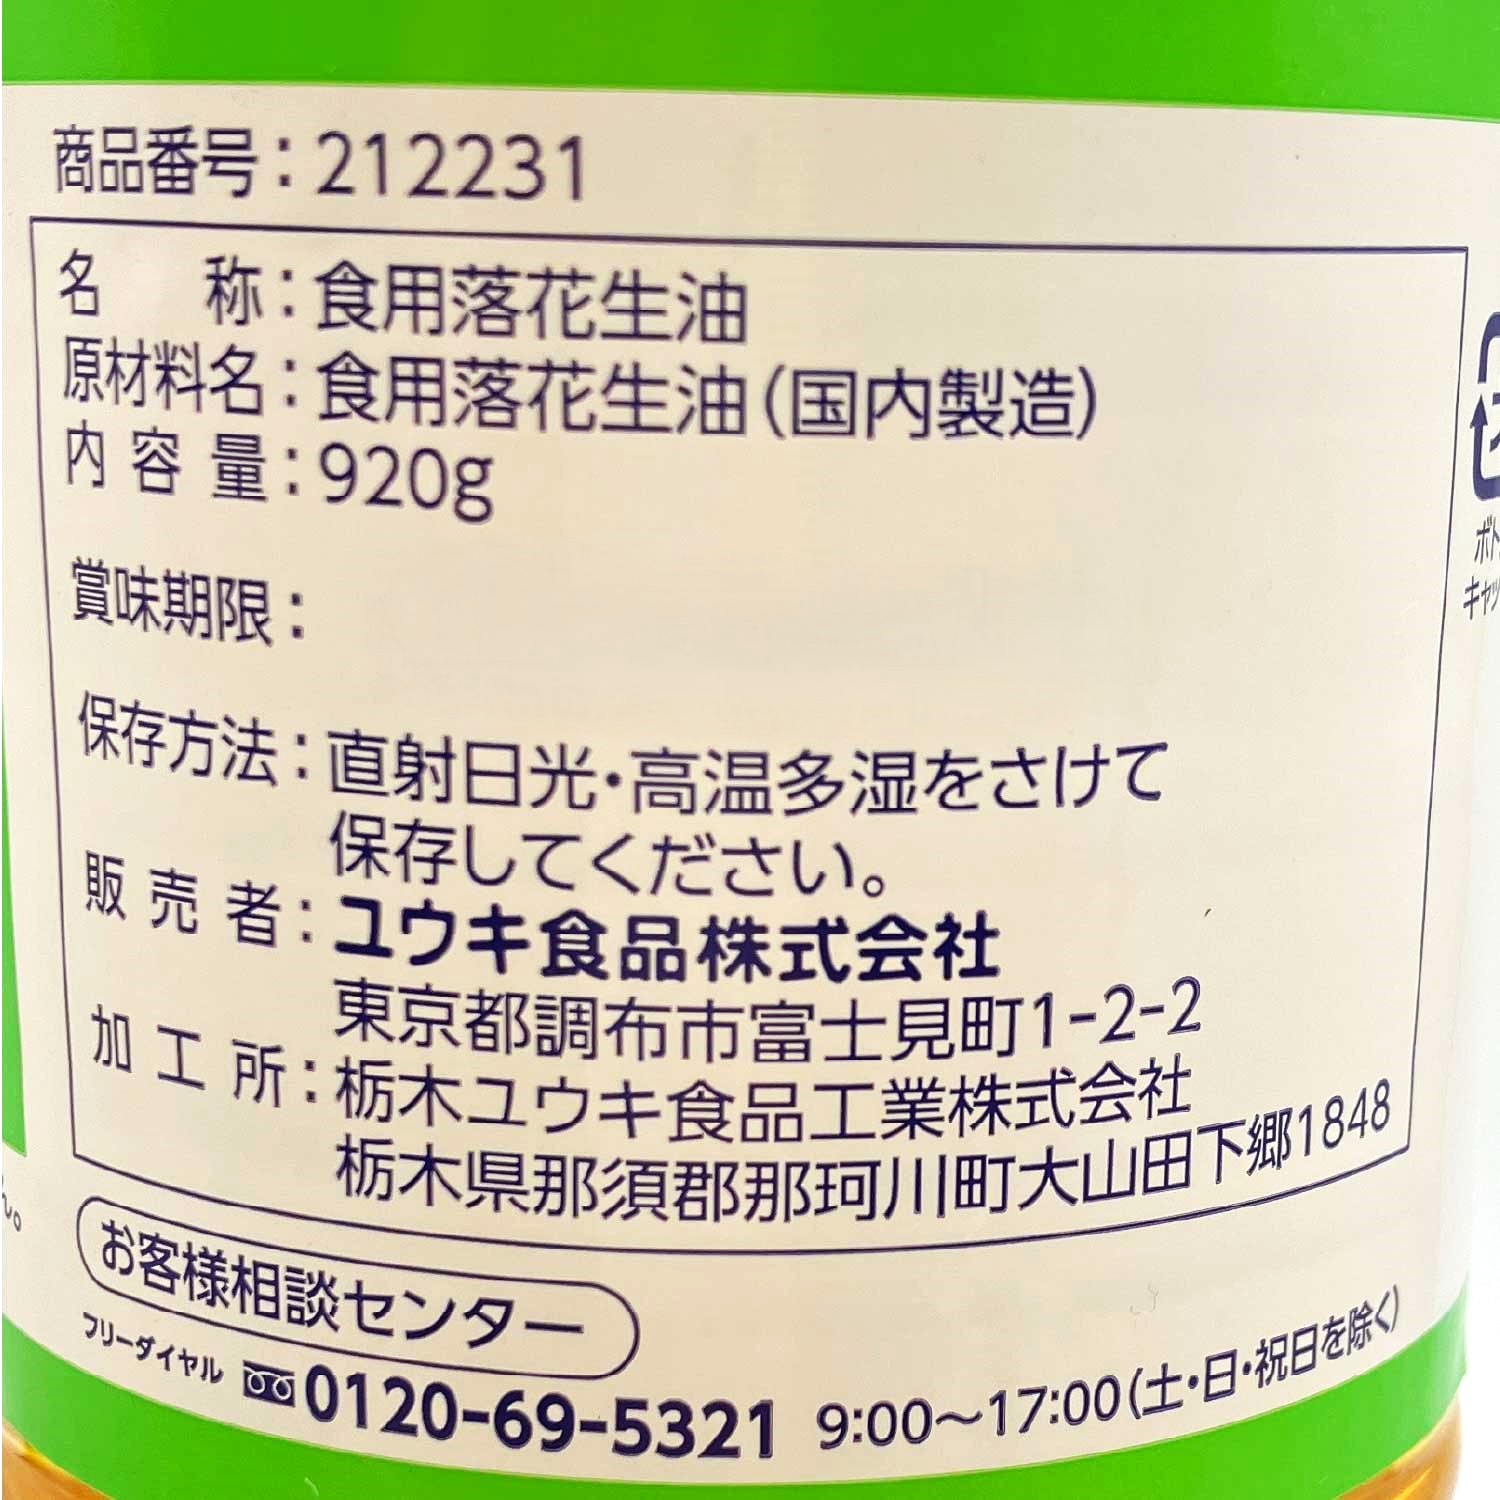 商品番号：212231
名称：食用落花生油
原材料名：食用落花生油（国内製造）
内容量：920g
賞味期限：
保存方法：直射日光・高温多湿をさけて
保存してください。
販売者：ユウキ食品株式会社
東京都調布市富士見町1-2-2
加工所：栃木ユウキ食品工業株式会社
栃木県那須郡那珂川町大山田下郷1848
お客様相談センター
フリーダイヤル 0120-69-5321 9:00～17:00（土・日・祝日を除く）
ん。